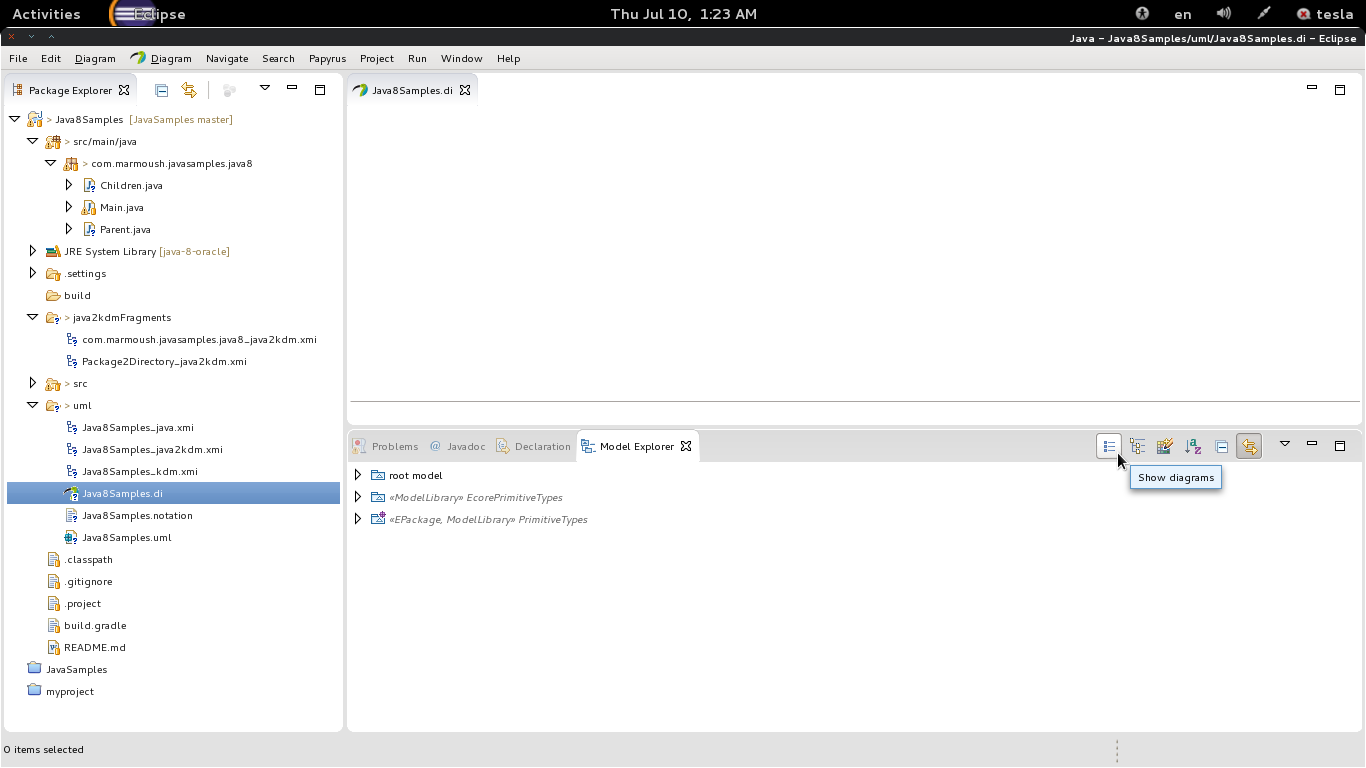 Activities Eclipse Thu Jul 10, 1:23 AM en tesla
Java - Java8Samples/uml/Java8Samples.di - Eclipse
File Edit Diagram Diagram Navigate Search Papyrus Project Run Window Help
Package Explorer
Java8Samples.di
> Java8Samples [JavaSamples master]
> src/main/java
> com.marmoush.javasamples.java8
Children.java
Main.java
Parent.java
JRE System Library [java-8-oracle]
.settings
build
> java2kdmFragments
com.marmoush.javasamples.java8_java2kdm.xmi
Package2Directory_java2kdm.xmi
> src
> uml
Java8Samples_java.xmi
Java8Samples_java2kdm.xmi
Java8Samples_kdm.xmi
Java8Samples.di
Java8Samples.notation
Java8Samples.uml
.classpath
.gitignore
.project
build.gradle
README.md
JavaSamples
myproject
Problems @ Javadoc Declaration Model Explorer
Show diagrams
root model
«ModelLibrary» EcorePrimitiveTypes
«EPackage, ModelLibrary» PrimitiveTypes
0 items selected